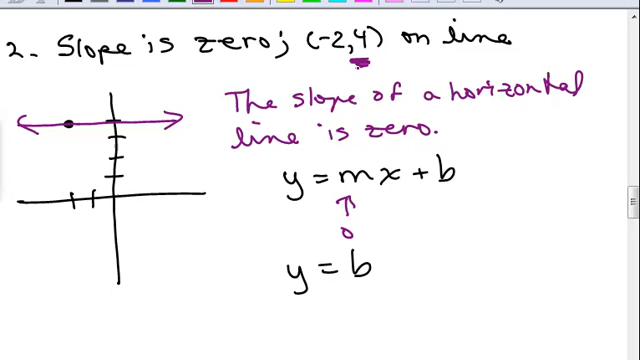 2. Slope is zero; (-2,4) on line
The slope of a horizontal
line is zero.
y = mx + b
0
y = b